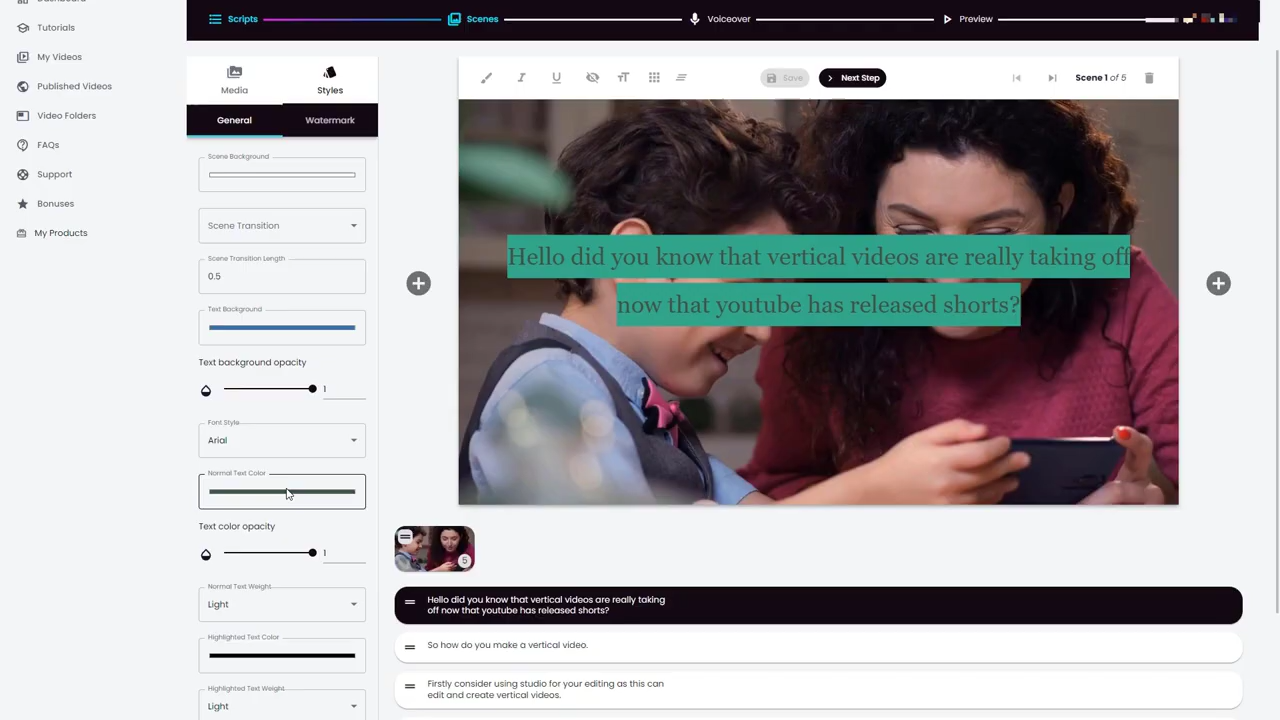 Dashboard
Tutorials
My Videos
Published Videos
Video Folders
FAQs
Support
Bonuses
My Products
Scripts
Scenes
Voiceover
Preview
Media
Styles
General
Watermark
Scene Background
Scene Transition
Scene Transition Length
0.5
Text Background
Text background opacity
1
Font Style
Arial
Normal Text Color
Text color opacity
1
Normal Text Weight
Light
Highlighted Text Color
Highlighted Text Weight
Light
Save
Next Step
Scene 1 of 5
Hello did you know that vertical videos are really taking off
now that youtube has released shorts?
5
Hello did you know that vertical videos are really taking
off now that youtube has released shorts?
So how do you make a vertical video.
Firstly consider using studio for your editing as this can
edit and create vertical videos.